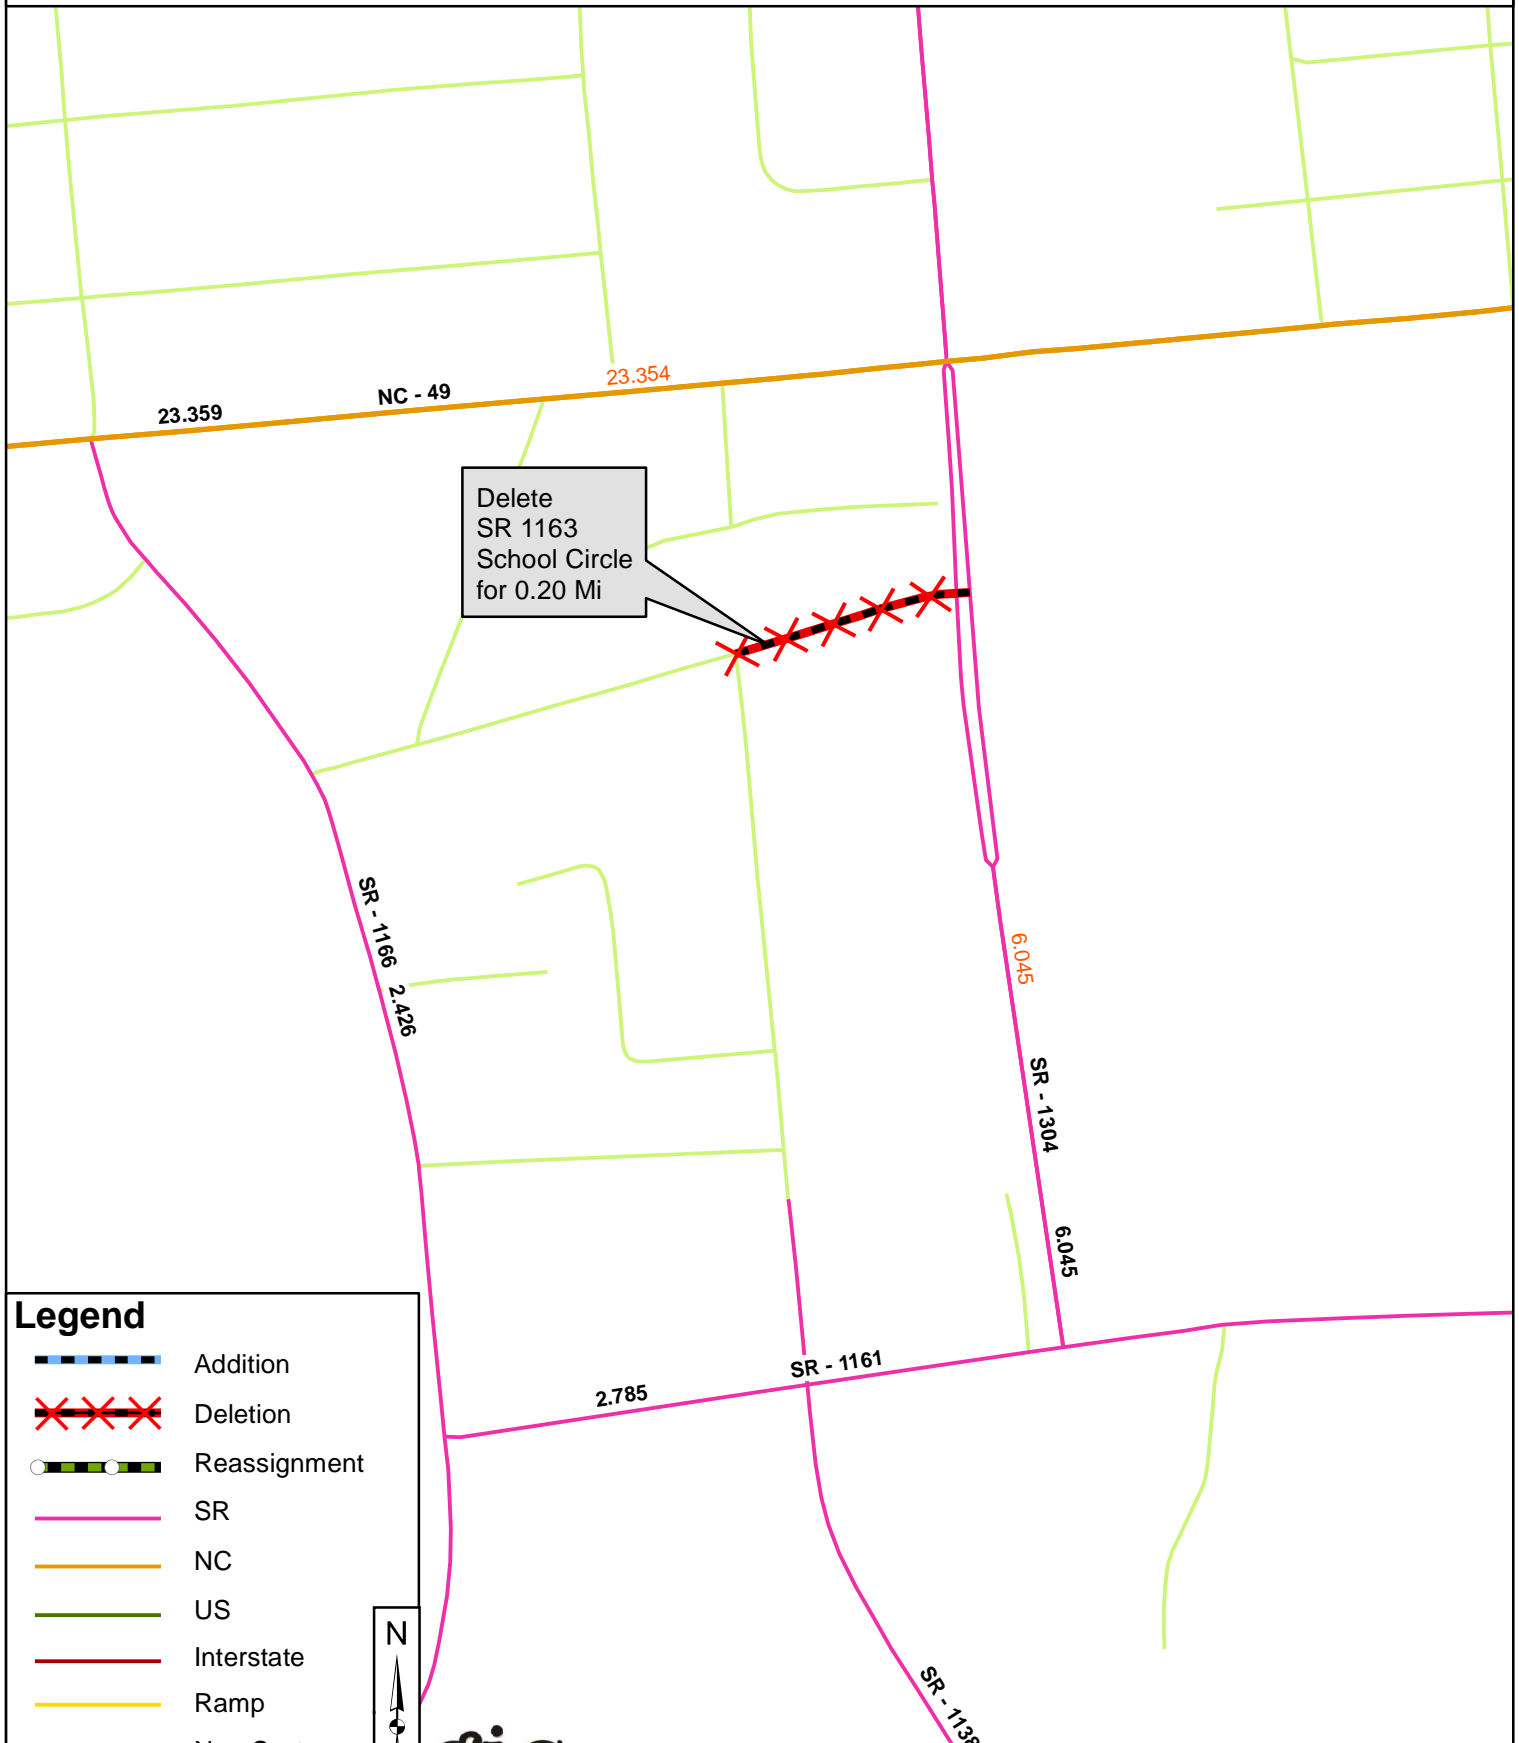 23.354
NC - 49
23.359
Delete
SR 1163
School Circle
for 0.20 Mi
SR - 1166
2.426
6.045
SR - 1304
6.045
SR - 1161
2.785
SR - 1138
Legend
Addition
Deletion
Reassignment
SR
NC
US
Interstate
Ramp
N